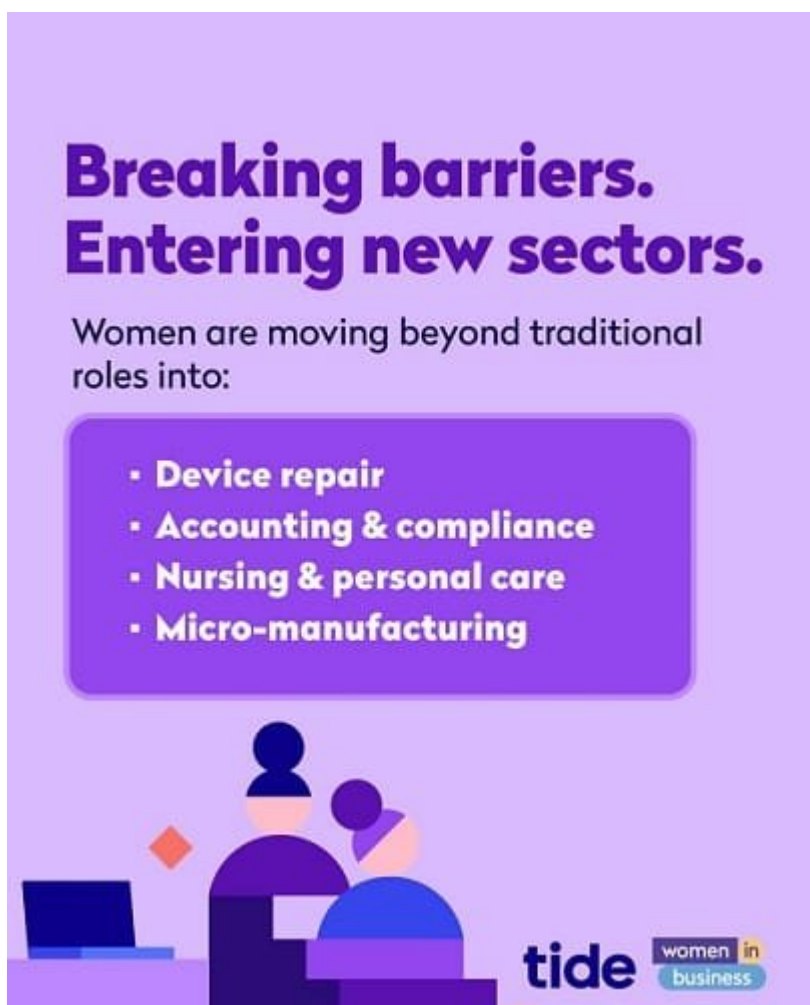 Breaking barriers.
Entering new sectors.
Women are moving beyond traditional
roles into:
▪ Device repair
▪ Accounting & compliance
▪ Nursing & personal care
▪ Micro-manufacturing
tide
women in
business